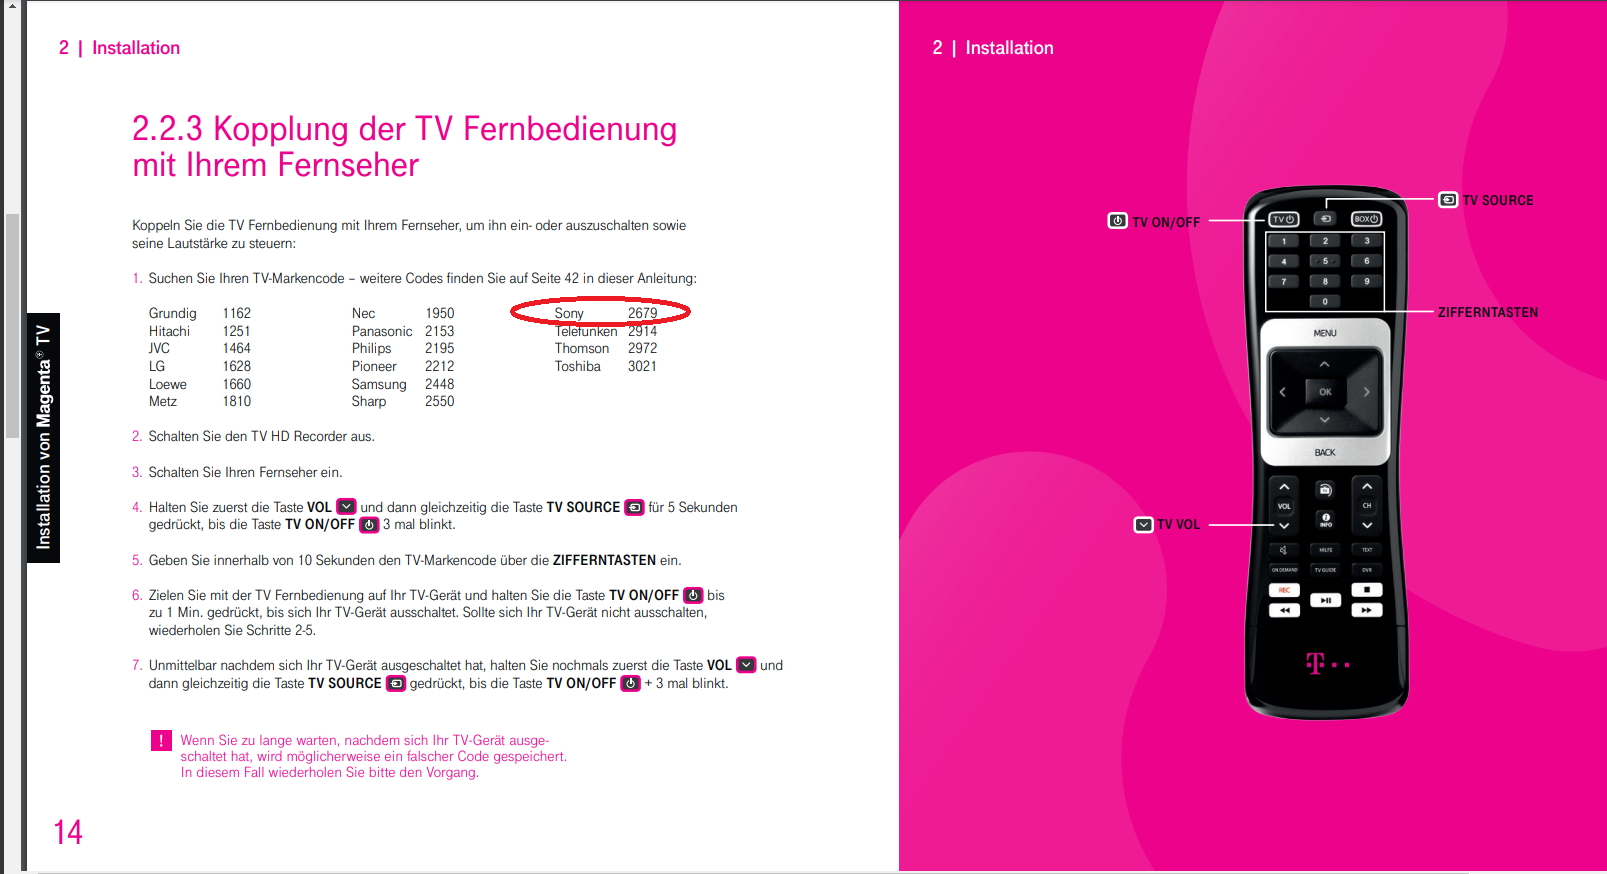 2 | Installation
2.2.3 Kopplung der TV Fernbedienung
mit Ihrem Fernseher
Koppeln Sie die TV Fernbedienung mit Ihrem Fernseher, um ihn ein- oder auszuschalten sowie
seine Lautstärke zu steuern:
1. Suchen Sie Ihren TV-Markencode – weitere Codes finden Sie auf Seite 42 in dieser Anleitung:
Grundig 1162 Nec 1950 Sony 2679
Hitachi 1251 Panasonic 2153 Telefunken 2914
JVC 1464 Philips 2195 Thomson 2972
LG 1628 Pioneer 2212 Toshiba 3021
Loewe 1660 Samsung 2448
Metz 1810 Sharp 2550
2. Schalten Sie den TV HD Recorder aus.
3. Schalten Sie Ihren Fernseher ein.
4. Halten Sie zuerst die Taste VOL und dann gleichzeitig die Taste TV SOURCE für 5 Sekunden
gedrückt, bis die Taste TV ON/OFF 3 mal blinkt.
5. Geben Sie innerhalb von 10 Sekunden den TV-Markencode über die ZIFFERNTASTEN ein.
6. Zielen Sie mit der TV Fernbedienung auf Ihr TV-Gerät und halten Sie die Taste TV ON/OFF bis
zu 1 Min. gedrückt, bis sich Ihr TV-Gerät ausschaltet. Sollte sich Ihr TV-Gerät nicht ausschalten,
wiederholen Sie Schritte 2-5.
7. Unmittelbar nachdem sich Ihr TV-Gerät ausgeschaltet hat, halten Sie nochmals zuerst die Taste VOL und
dann gleichzeitig die Taste TV SOURCE gedrückt, bis die Taste TV ON/OFF + 3 mal blinkt.
! Wenn Sie zu lange warten, nachdem sich Ihr TV-Gerät ausge-
schaltet hat, wird möglicherweise ein falscher Code gespeichert.
In diesem Fall wiederholen Sie bitte den Vorgang.
14
Installation von Magenta® TV
2 | Installation
TV SOURCE
TV ON/OFF
TV BOX
1 2 3
4 5 6
7 8 9
0
ZIFFERNTASTEN
MENU
OK
BACK
VOL CH
INFO
TV VOL
HILFE TEXT
ON DEMAND TV GUIDE DVR
REC
T